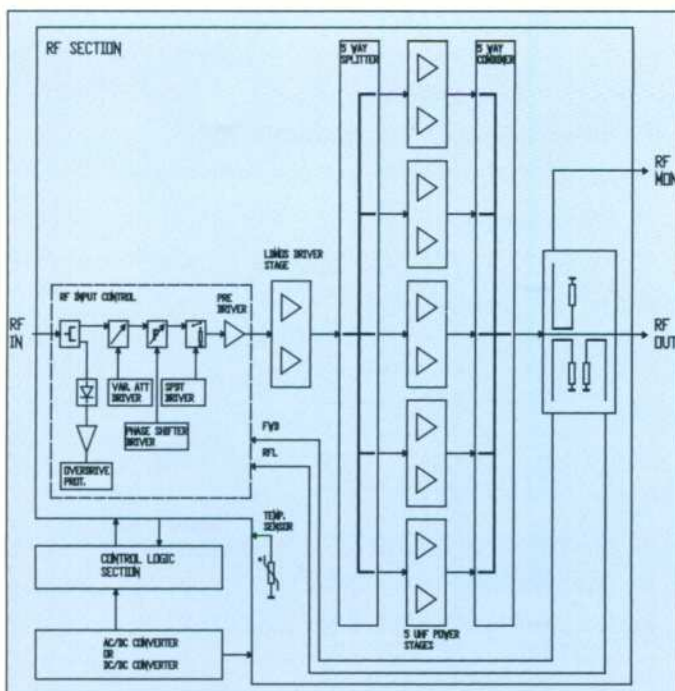 RF SECTION
5 WAY
SPLITTER
5 WAY
COMBINER
RF
MON
LDMOS DRIVER
STAGE
RF INPUT CONTROL
PRE
DRIVER
RF
IN
RF
OUT
VAR. ATT
DRIVER
SPDT
DRIVER
PHASE SHIFTER
DRIVER
OVERDRIVE
PROT.
FWD
RFL
TEMP.
SENSOR
CONTROL LOGIC
SECTION
5 UHF POWER
STAGES
AC/DC CONVERTER
OR
DC/DC CONVERTER